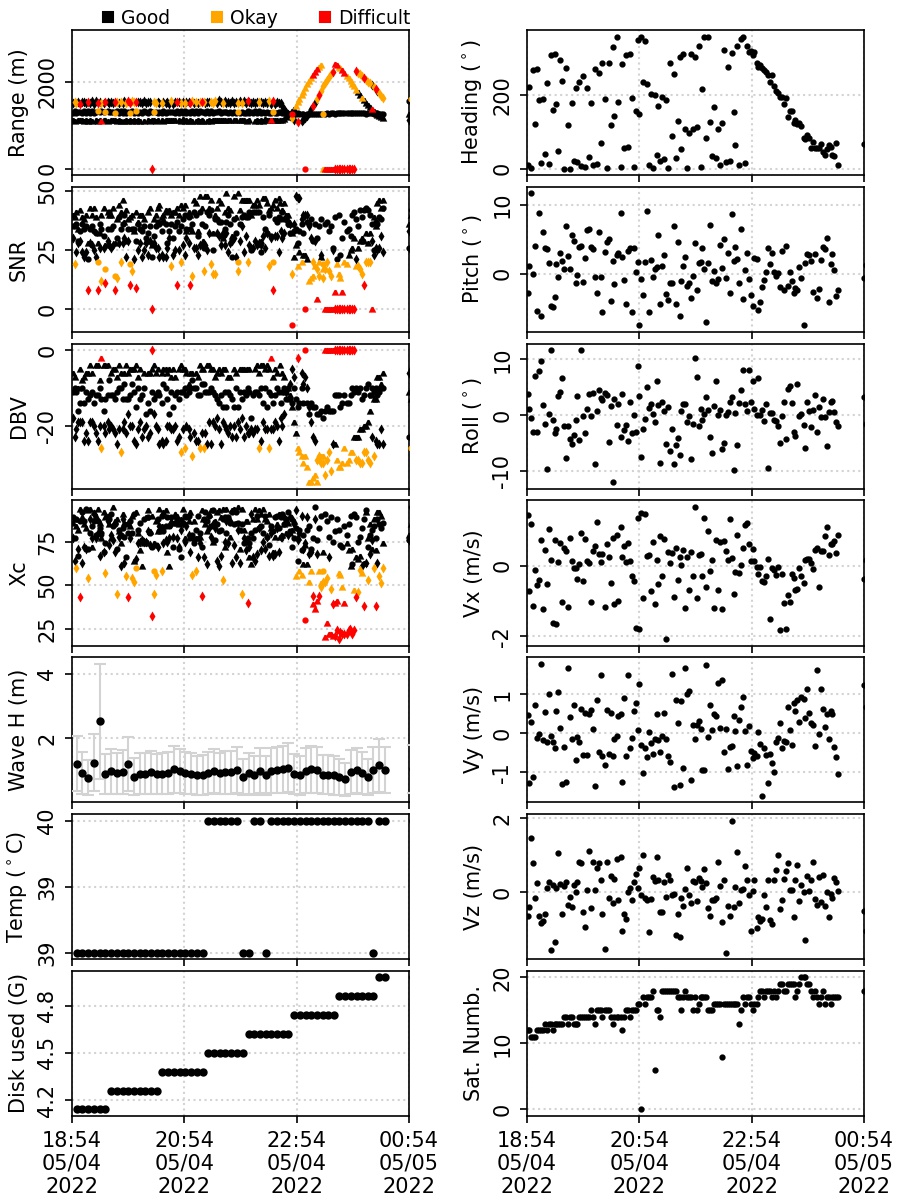 Good Okay Difficult
Range (m)
2000
0
SNR
50
25
0
DBV
0
-20
Xc
75
50
25
Wave H (m)
4
2
Temp (°C)
40
39
39
Disk used (G)
4.8
4.5
4.2
18:54 20:54 22:54 00:54
05/04 05/04 05/04 05/05
2022 2022 2022 2022
Heading (°)
200
0
Pitch (°)
10
0
Roll (°)
10
0
-10
Vx (m/s)
0
-2
Vy (m/s)
1
0
-1
Vz (m/s)
2
0
Sat. Numb.
20
10
0
18:54 20:54 22:54 00:54
05/04 05/04 05/04 05/05
2022 2022 2022 2022